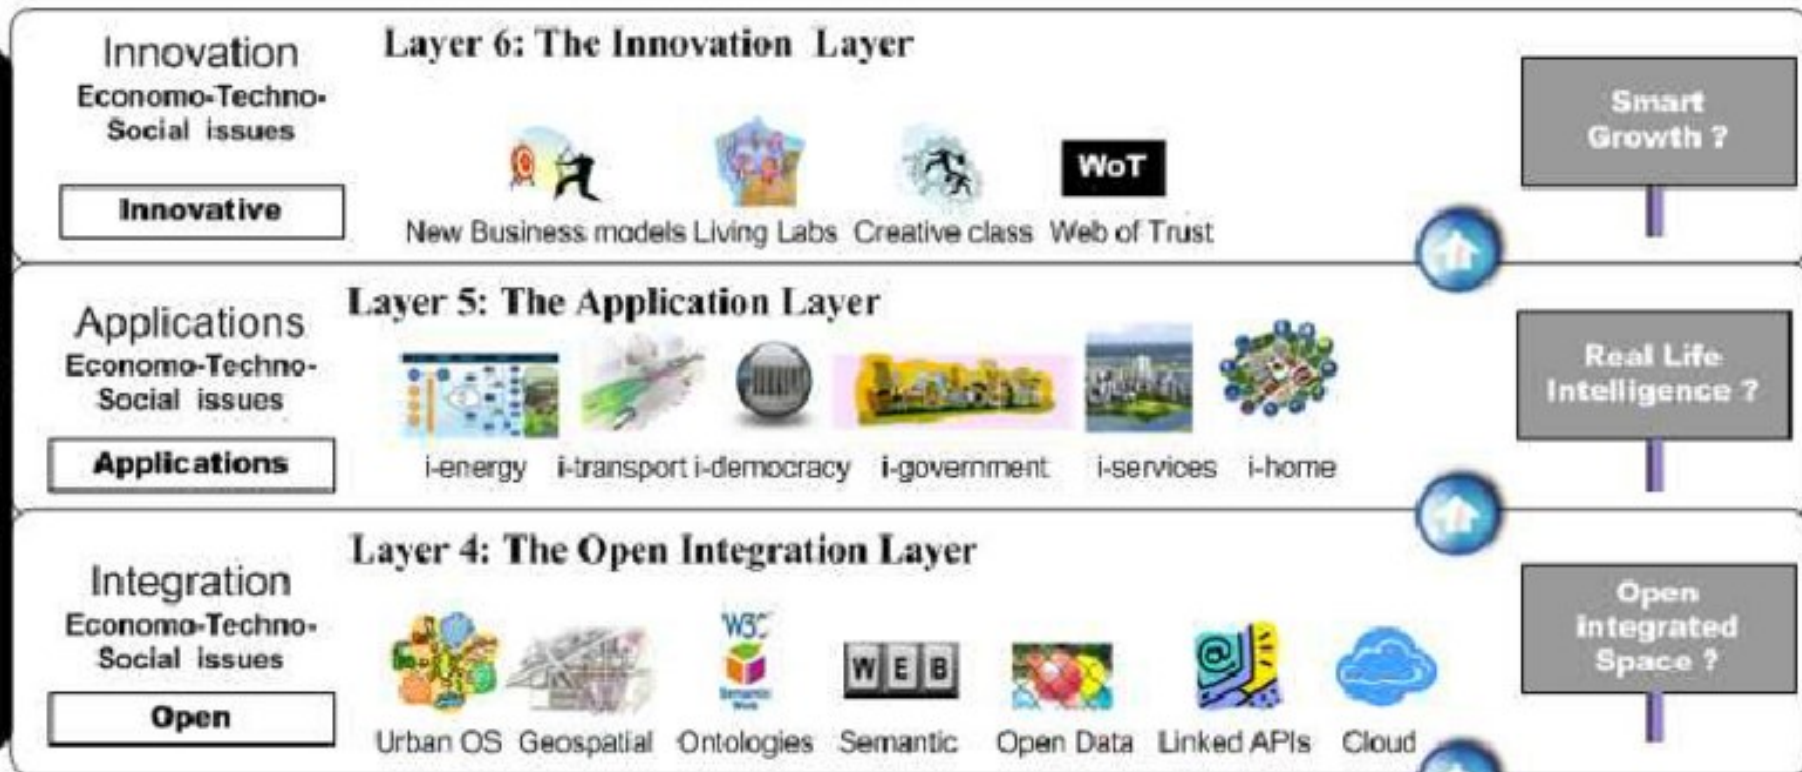 Innovation
Economo-Techno-
Social issues
Innovative
Layer 6: The Innovation Layer
WoT
New Business models Living Labs Creative class Web of Trust
Smart
Growth ?
Applications
Economo-Techno-
Social issues
Applications
Layer 5: The Application Layer
i-energy i-transport i-democracy i-government i-services i-home
Real Life
Intelligence ?
Integration
Economo-Techno-
Social issues
Open
Layer 4: The Open Integration Layer
W3C
Semantic
Web
WEB
@
Urban OS Geospatial Ontologies Semantic Open Data Linked APIs Cloud
Open
integrated
Space ?